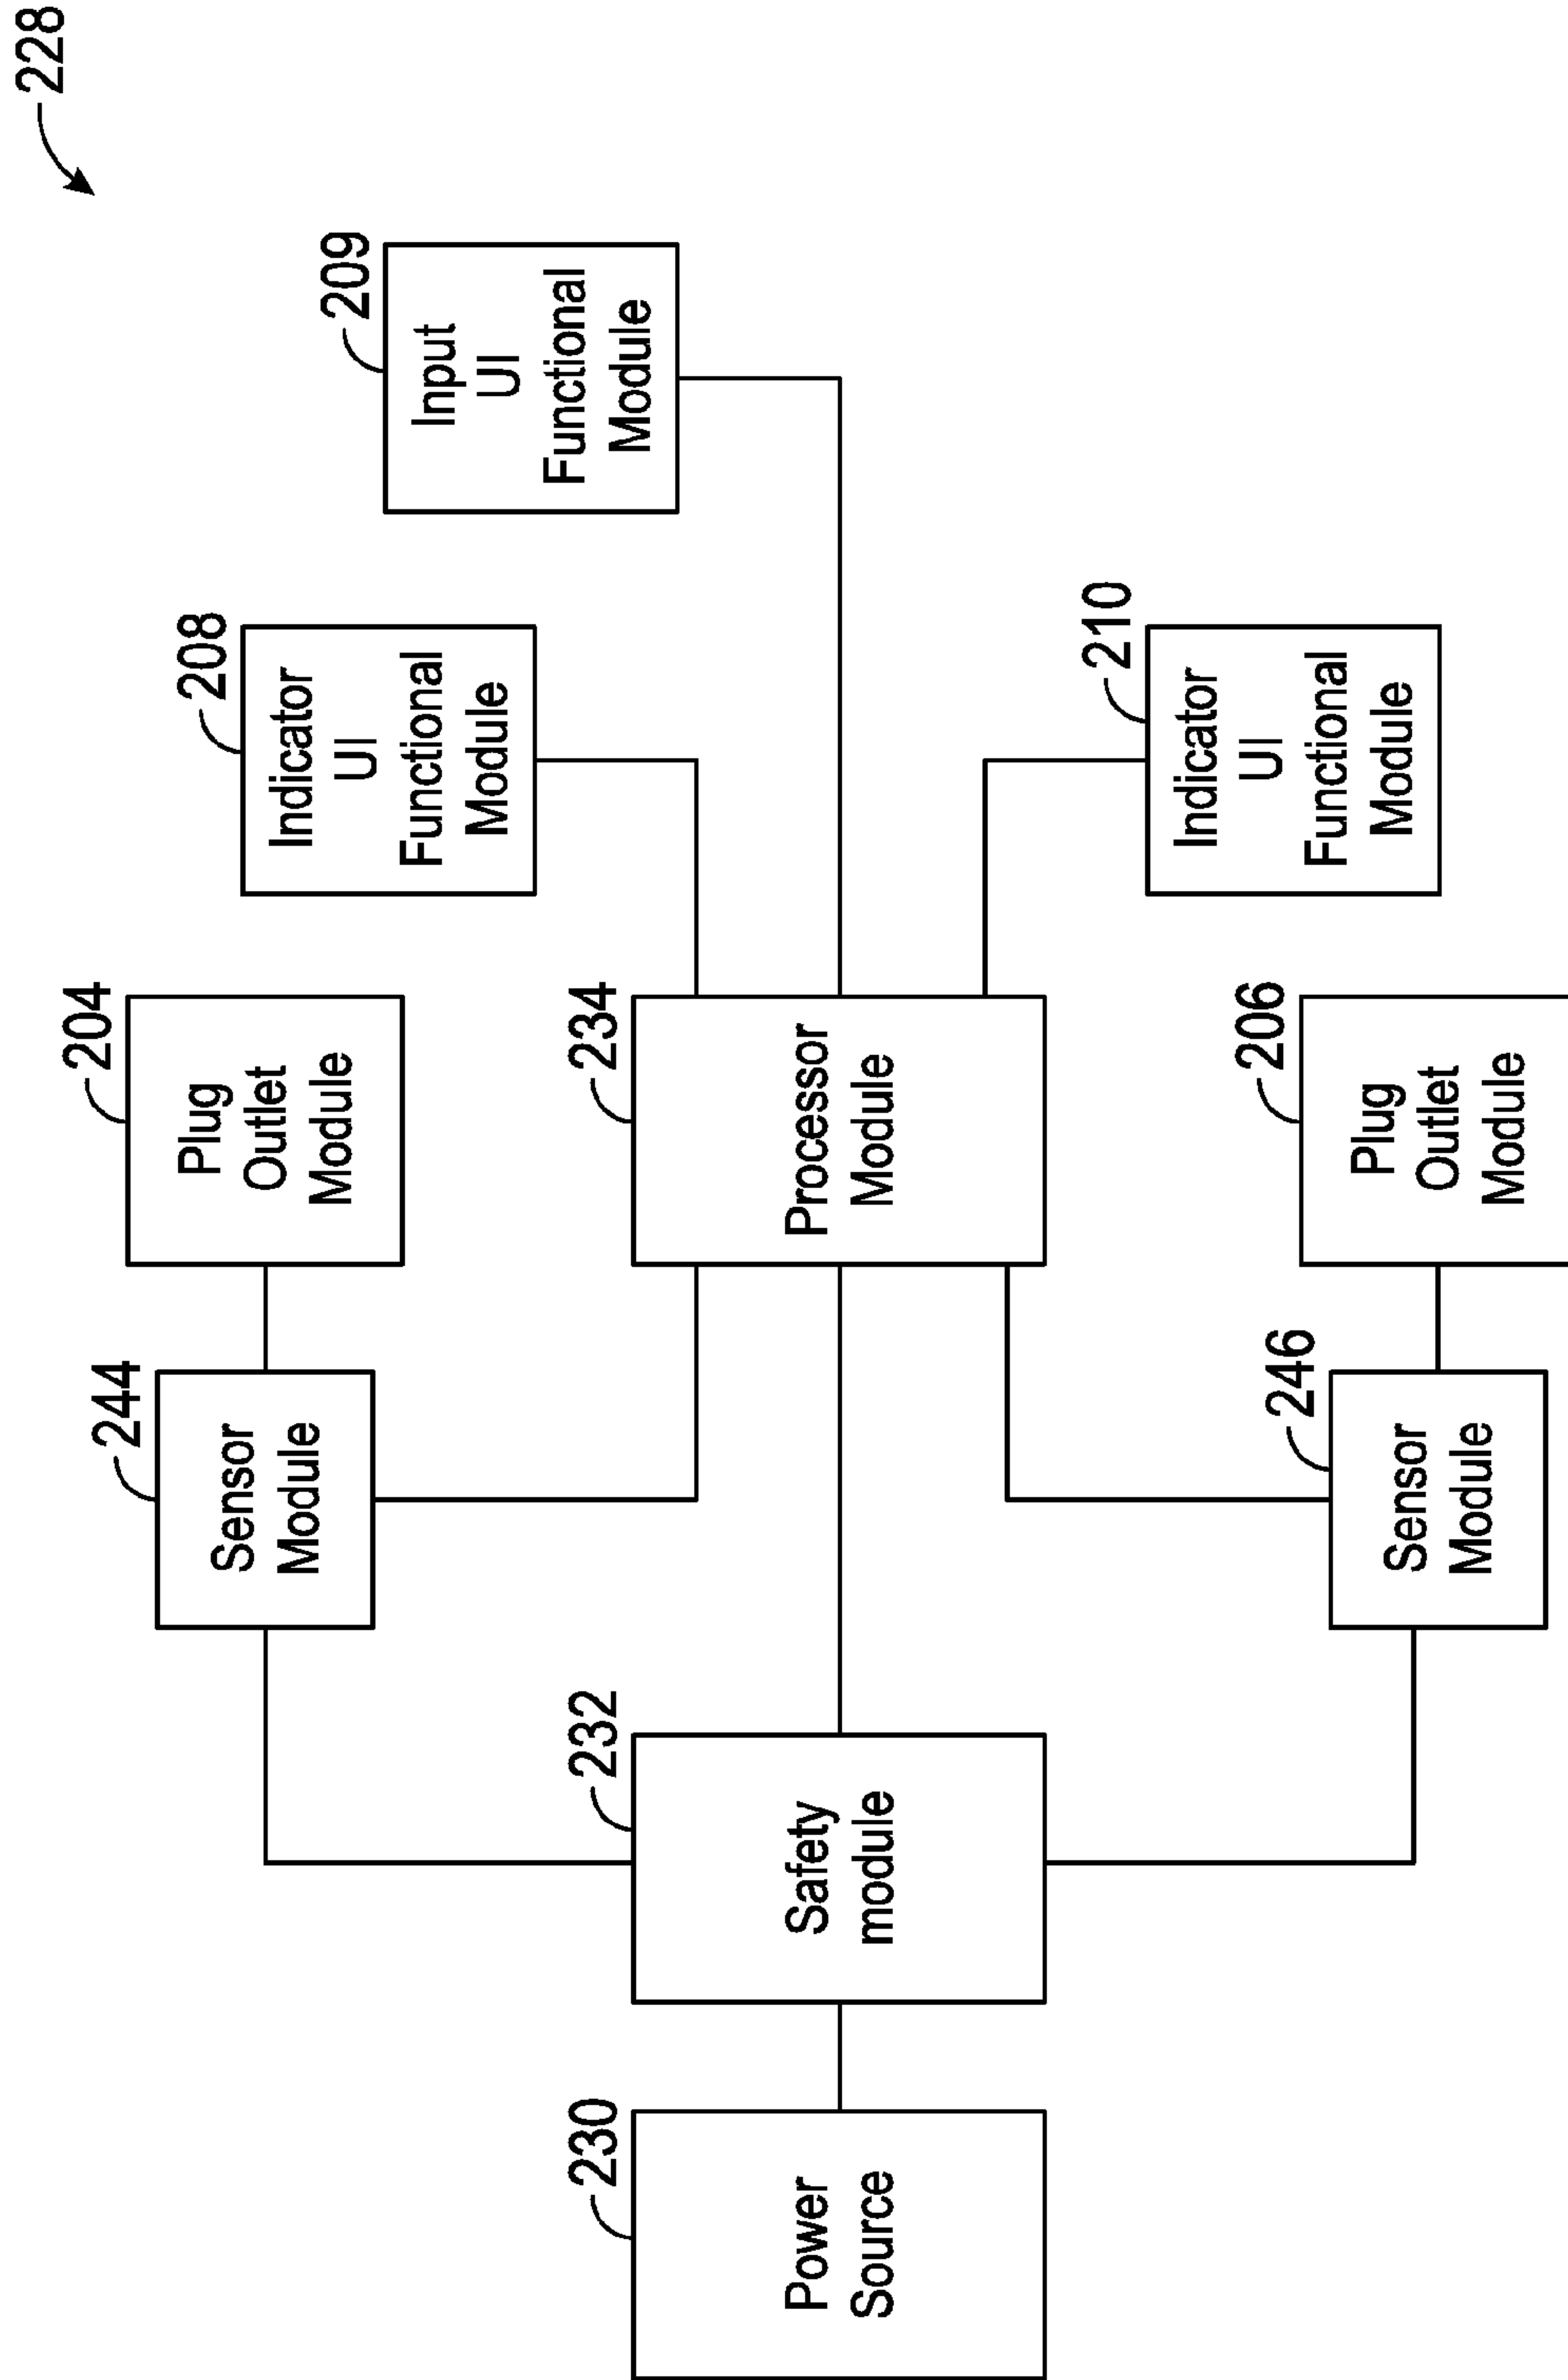 228
209
Input
UI
Functional
Module
208
Indicator
UI
Functional
Module
204
Plug
Outlet
Module
244
Sensor
Module
230
Power
Source
232
Safety
module
234
Processor
Module
210
Indicator
UI
Functional
Module
246
Sensor
Module
206
Plug
Outlet
Module